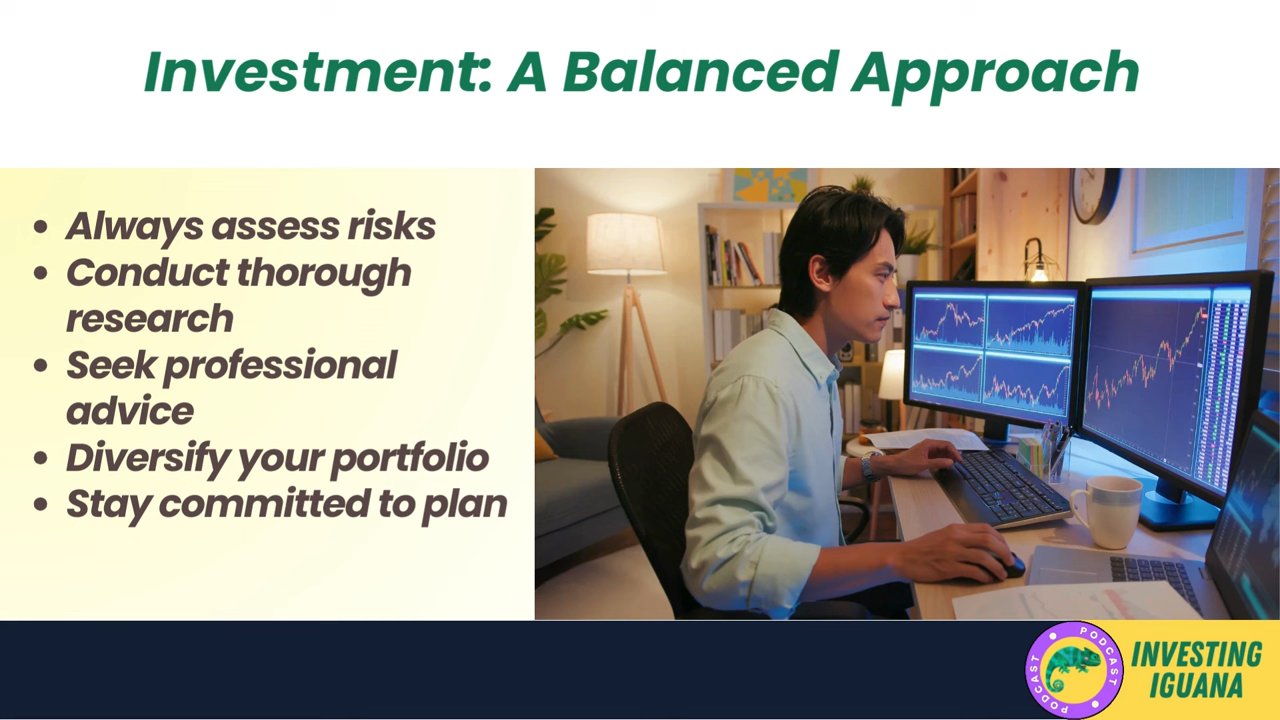 Investment: A Balanced Approach
Always assess risks
Conduct thorough
research
Seek professional
advice
Diversify your portfolio
Stay committed to plan
PODCAST
PODCAST
INVESTING
IGUANA